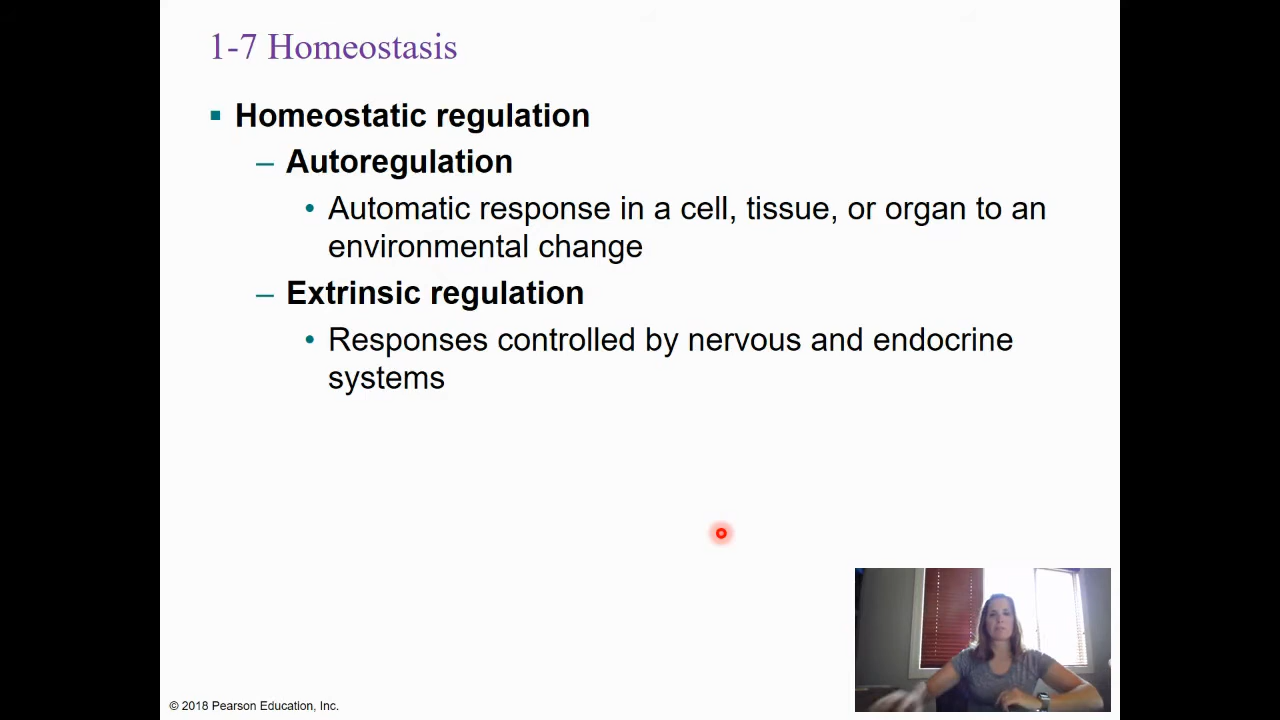 1-7 Homeostasis
▪ Homeostatic regulation
– Autoregulation
• Automatic response in a cell, tissue, or organ to an
environmental change
– Extrinsic regulation
• Responses controlled by nervous and endocrine
systems
© 2018 Pearson Education, Inc.